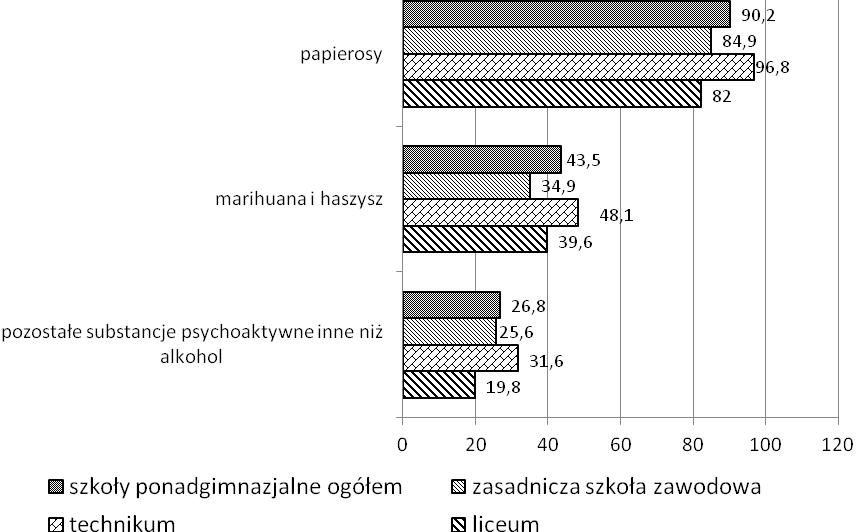 90,2
84,9
papierosy
96,8
82
43,5
34,9
marihuana i haszysz
48,1
39,6
26,8
pozostałe substancje psychoaktywne inne niż
alkohol
25,6
31,6
19,8
0 20 40 60 80 100 120
szkoły ponadgimnazjalne ogółem zasadnicza szkoła zawodowa
technikum liceum